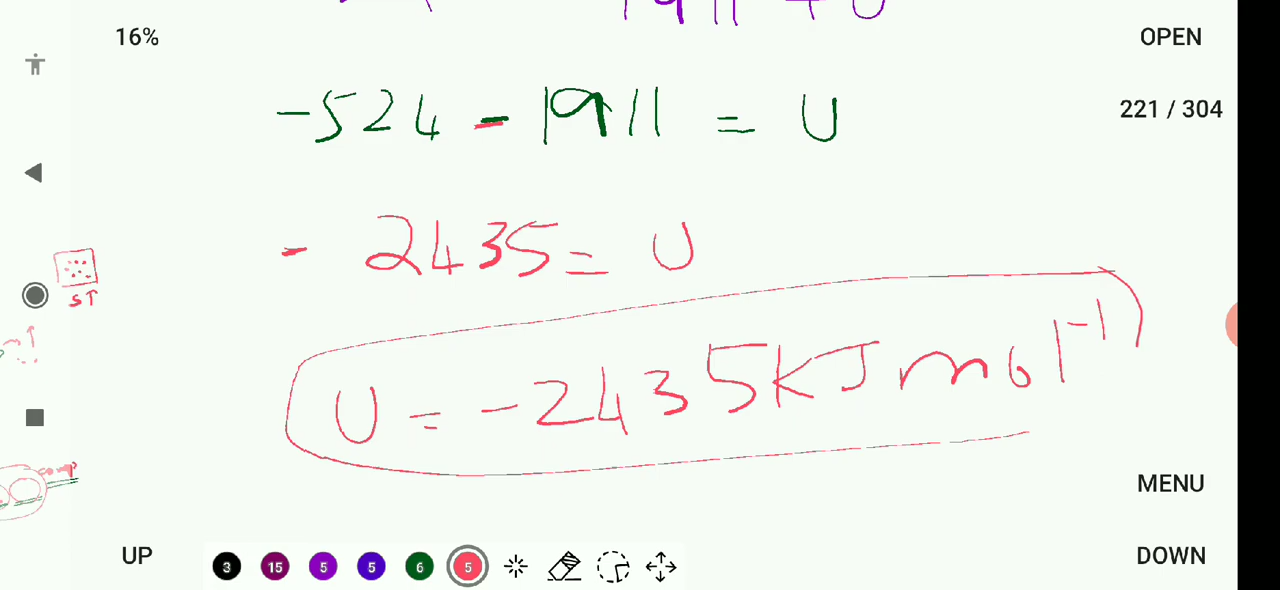 1911 + U
16%
OPEN
-524 - 1911 = U
221 / 304
- 2435 = U
S↑
U = -2435 kJ mol⁻¹
MENU
UP
3 15 5 5 6 5
DOWN